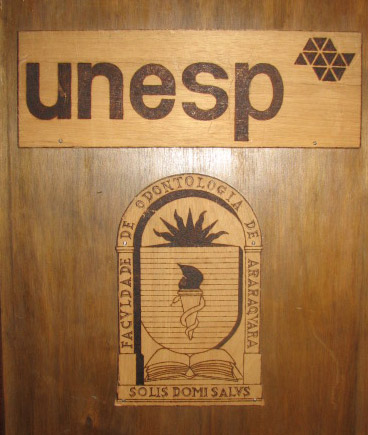 unesp
FACVLDADE DE ODONTOLOGIA DE ARARAQVARA
SOLIS DOMI SALVS